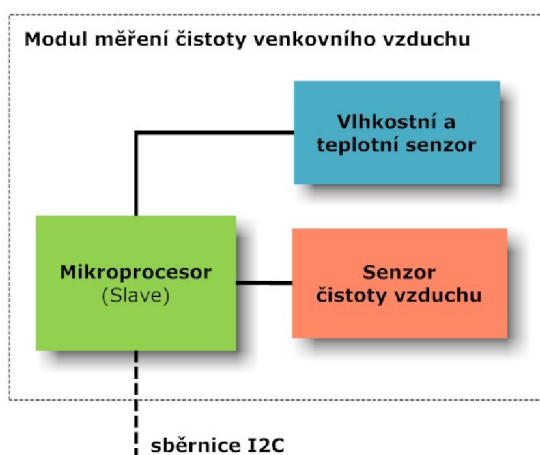 Modul měření čistoty venkovního vzduchu
Vlhkostní a
teplotní senzor
Mikroprocesor
(Slave)
Senzor
čistoty vzduchu
sběrnice I2C